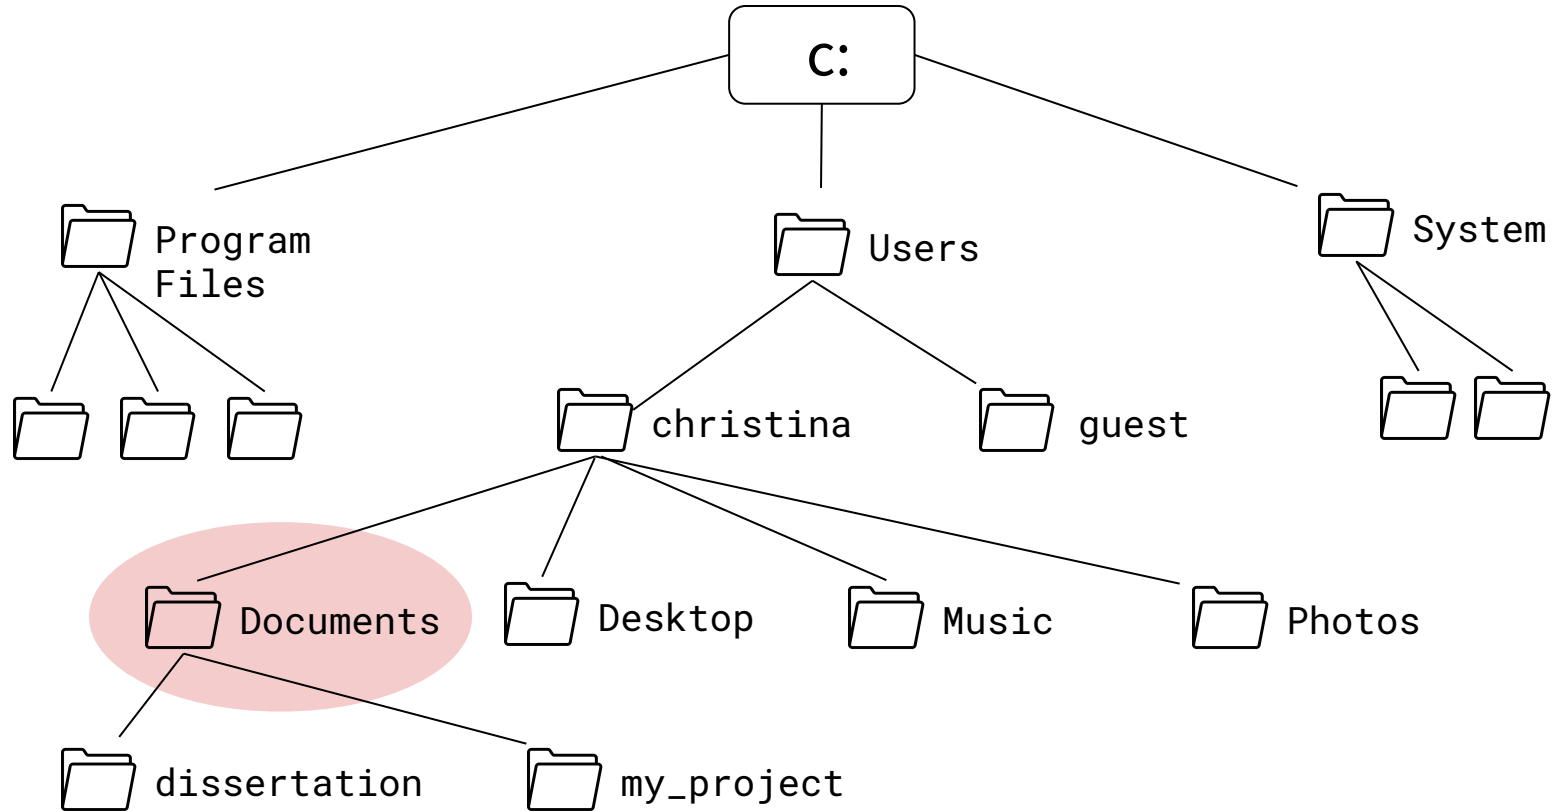 C:
Program
Files
Users
System
christina
guest
Documents
Desktop
Music
Photos
dissertation
my_project